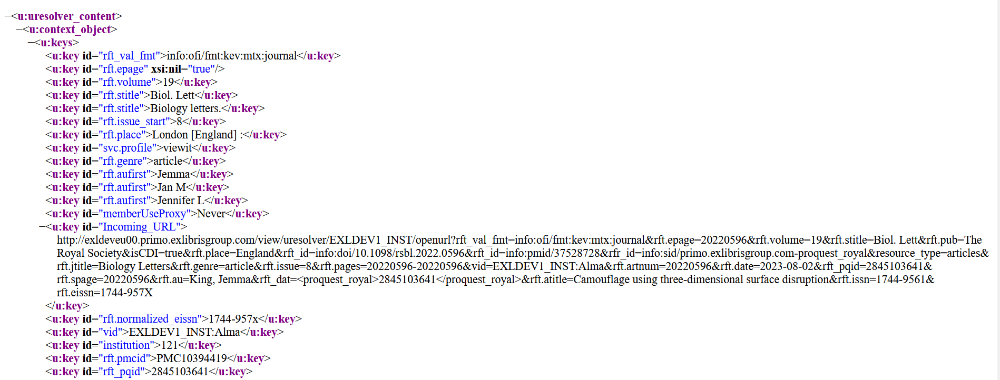 −<u:uresolver_content>
−<u:context_object>
−<u:keys>
<u:key id="rft_val_fmt">info:ofi/fmt:kev:mtx:journal</u:key>
<u:key id="rft.epage" xsi:nil="true"/>
<u:key id="rft.volume">19</u:key>
<u:key id="rft.stitle">Biol. Lett</u:key>
<u:key id="rft.stitle">Biology letters.</u:key>
<u:key id="rft.issue_start">8</u:key>
<u:key id="rft.place">London [England] :</u:key>
<u:key id="svc.profile">viewit</u:key>
<u:key id="rft.genre">article</u:key>
<u:key id="rft.aufirst">Jemma</u:key>
<u:key id="rft.aufirst">Jan M</u:key>
<u:key id="rft.aufirst">Jennifer L</u:key>
<u:key id="memberUseProxy">Never</u:key>
−<u:key id="Incoming_URL">
http://exldeveu00.primo.exlibrisgroup.com/view/uresolver/EXLDEV1_INST/openurl?rft_val_fmt=info:ofi/fmt:kev:mtx:journal&rft.epage=20220596&rft.volume=19&rft.stitle=Biol. Lett&rft.pub=The
Royal Society&isCDI=true&rft.place=England&rft_id=info:doi/10.1098/rsbl.2022.0596&rft_id=info:pmid/37528728&rfr_id=info:sid/primo.exlibrisgroup.com-proquest_royal&resource_type=articles&
rft.jtitle=Biology Letters&rft.genre=article&rft.issue=8&rft.pages=20220596-20220596&vid=EXLDEV1_INST:Alma&rft.artnum=20220596&rft.date=2023-08-02&rft_pqid=2845103641&
rft.spage=20220596&rft.au=King, Jemma&rft_dat=<proquest_royal>2845103641</proquest_royal>&rft.atitle=Camouflage using three-dimensional surface disruption&rft.issn=1744-9561&
rft.eissn=1744-957X
</u:key>
<u:key id="rft.normalized_eissn">1744-957x</u:key>
<u:key id="vid">EXLDEV1_INST:Alma</u:key>
<u:key id="institution">121</u:key>
<u:key id="rft.pmcid">PMC10394419</u:key>
<u:key id="rft_pqid">2845103641</u:key>